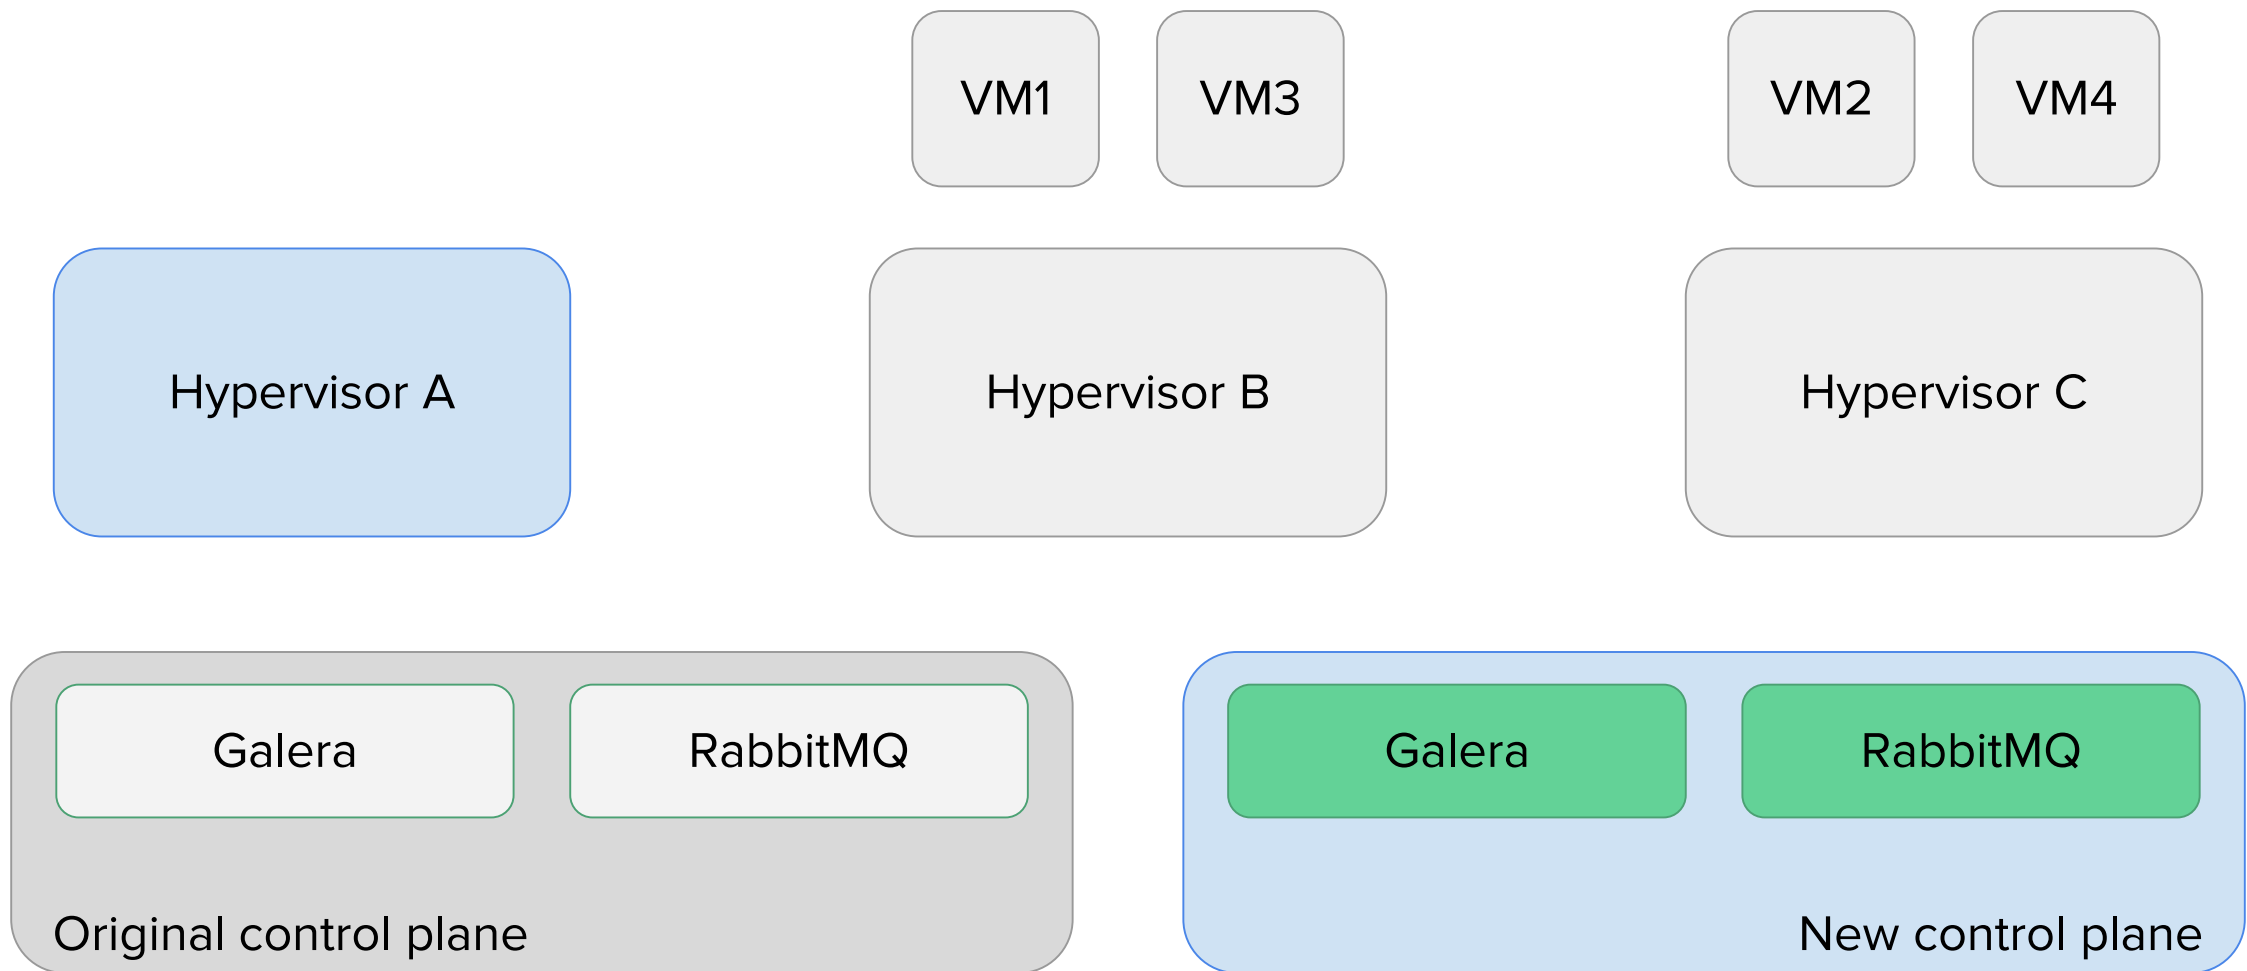 VM1
VM3
VM2
VM4
Hypervisor A
Hypervisor B
Hypervisor C
Galera
RabbitMQ
Galera
RabbitMQ
Original control plane
New control plane